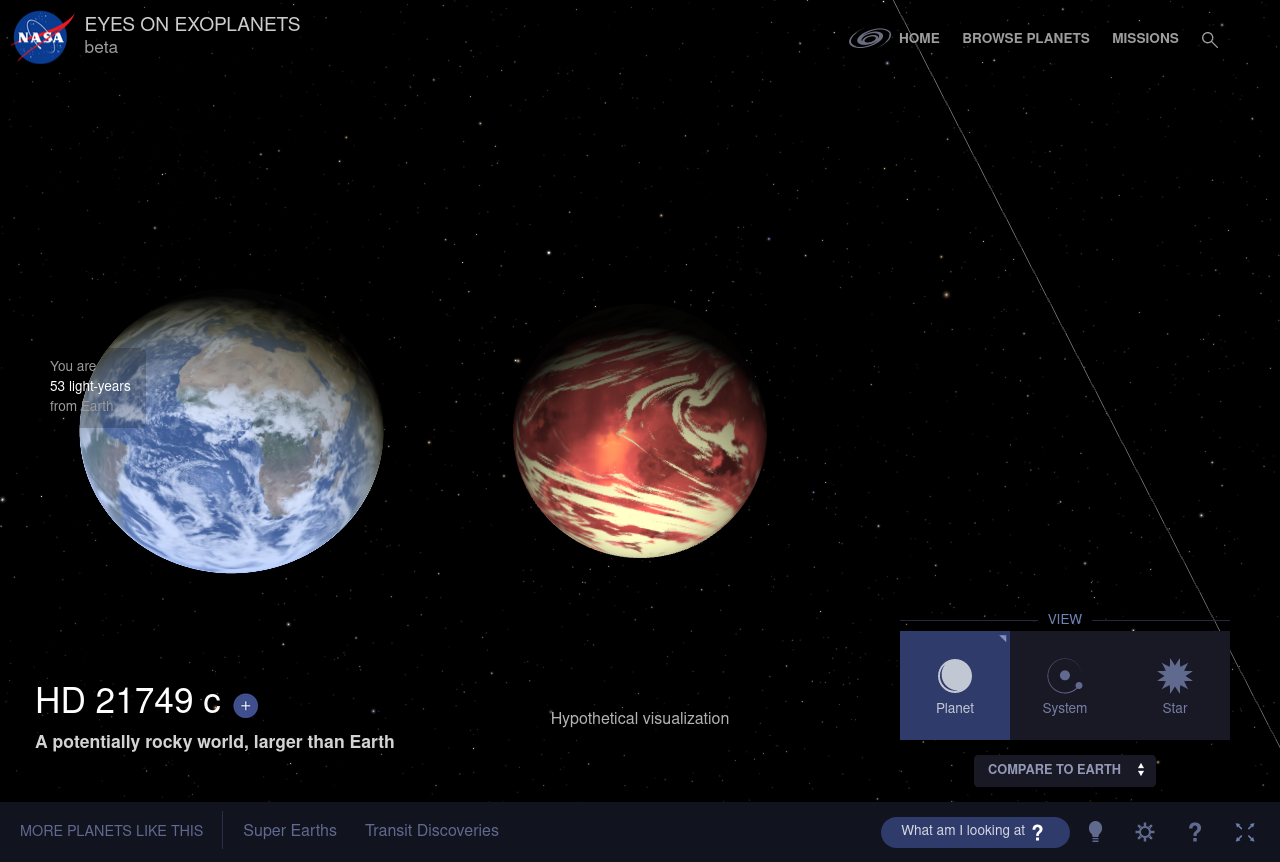 NASA
EYES ON EXOPLANETS
beta
HOME
BROWSE PLANETS
MISSIONS
You are
53 light-years
from Earth
VIEW
Planet
System
Star
HD 21749 c +
A potentially rocky world, larger than Earth
Hypothetical visualization
COMPARE TO EARTH
MORE PLANETS LIKE THIS
Super Earths
Transit Discoveries
What am I looking at ?
?